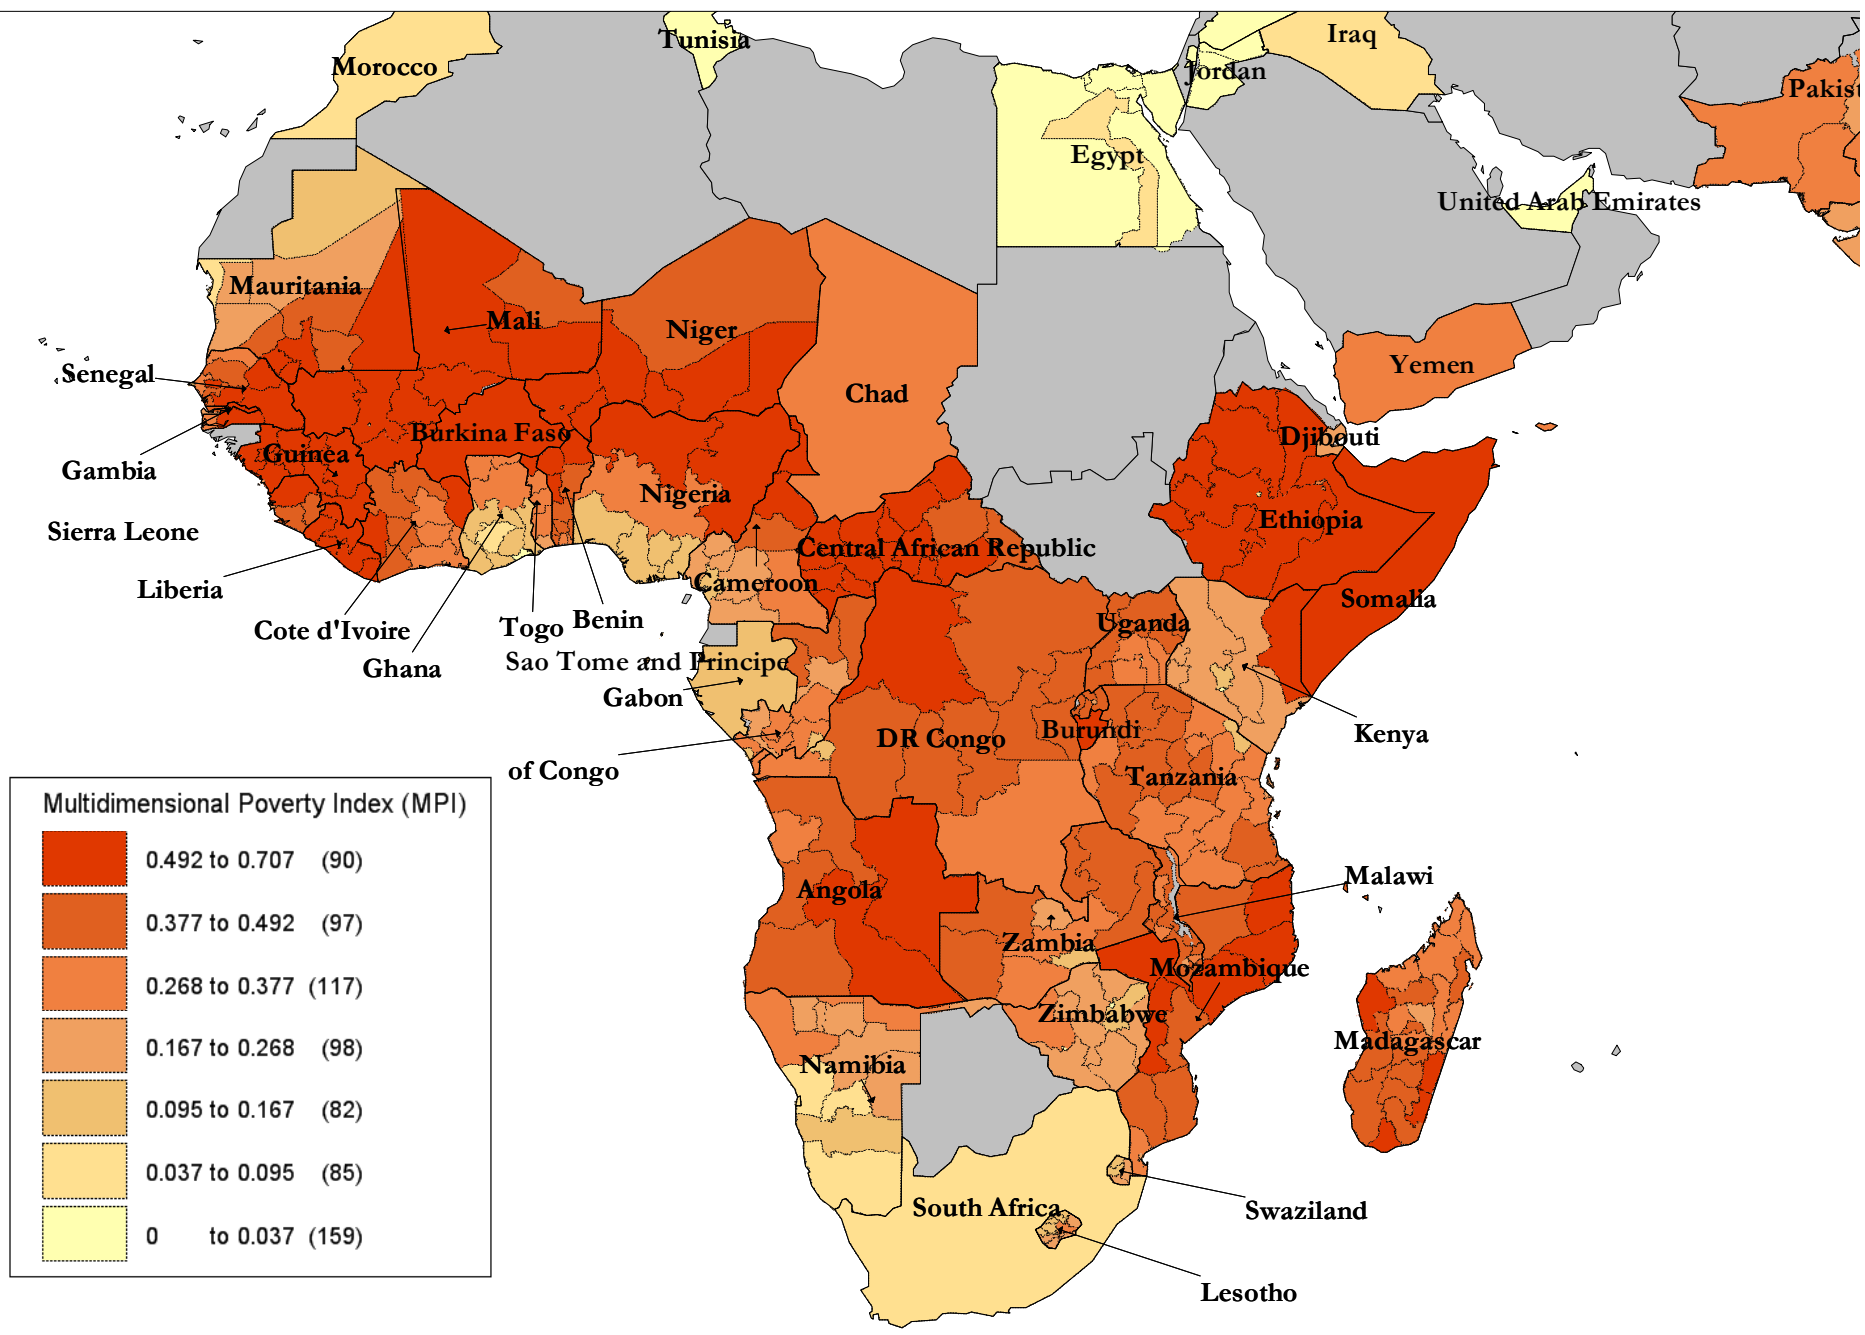 Tunisia
Iraq
Morocco
Jordan
Pakist
Egypt
United Arab Emirates
Mauritania
Mali
Niger
Senegal
Chad
Yemen
Burkina Faso
Djibouti
Guinea
Gambia
Nigeria
Ethiopia
Sierra Leone
Central African Republic
Liberia
Cameroon
Somalia
Cote d'Ivoire
Togo
Benin
Uganda
Ghana
Sao Tome and Principe
Gabon
Burundi
Kenya
DR Congo
of Congo
Tanzania
Multidimensional Poverty Index (MPI)
0.492 to 0.707 (90)
0.377 to 0.492 (97)
0.268 to 0.377 (117)
0.167 to 0.268 (98)
0.095 to 0.167 (82)
0.037 to 0.095 (85)
0 to 0.037 (159)
Angola
Malawi
Zambia
Mozambique
Zimbabwe
Madagascar
Namibia
South Africa
Swaziland
Lesotho